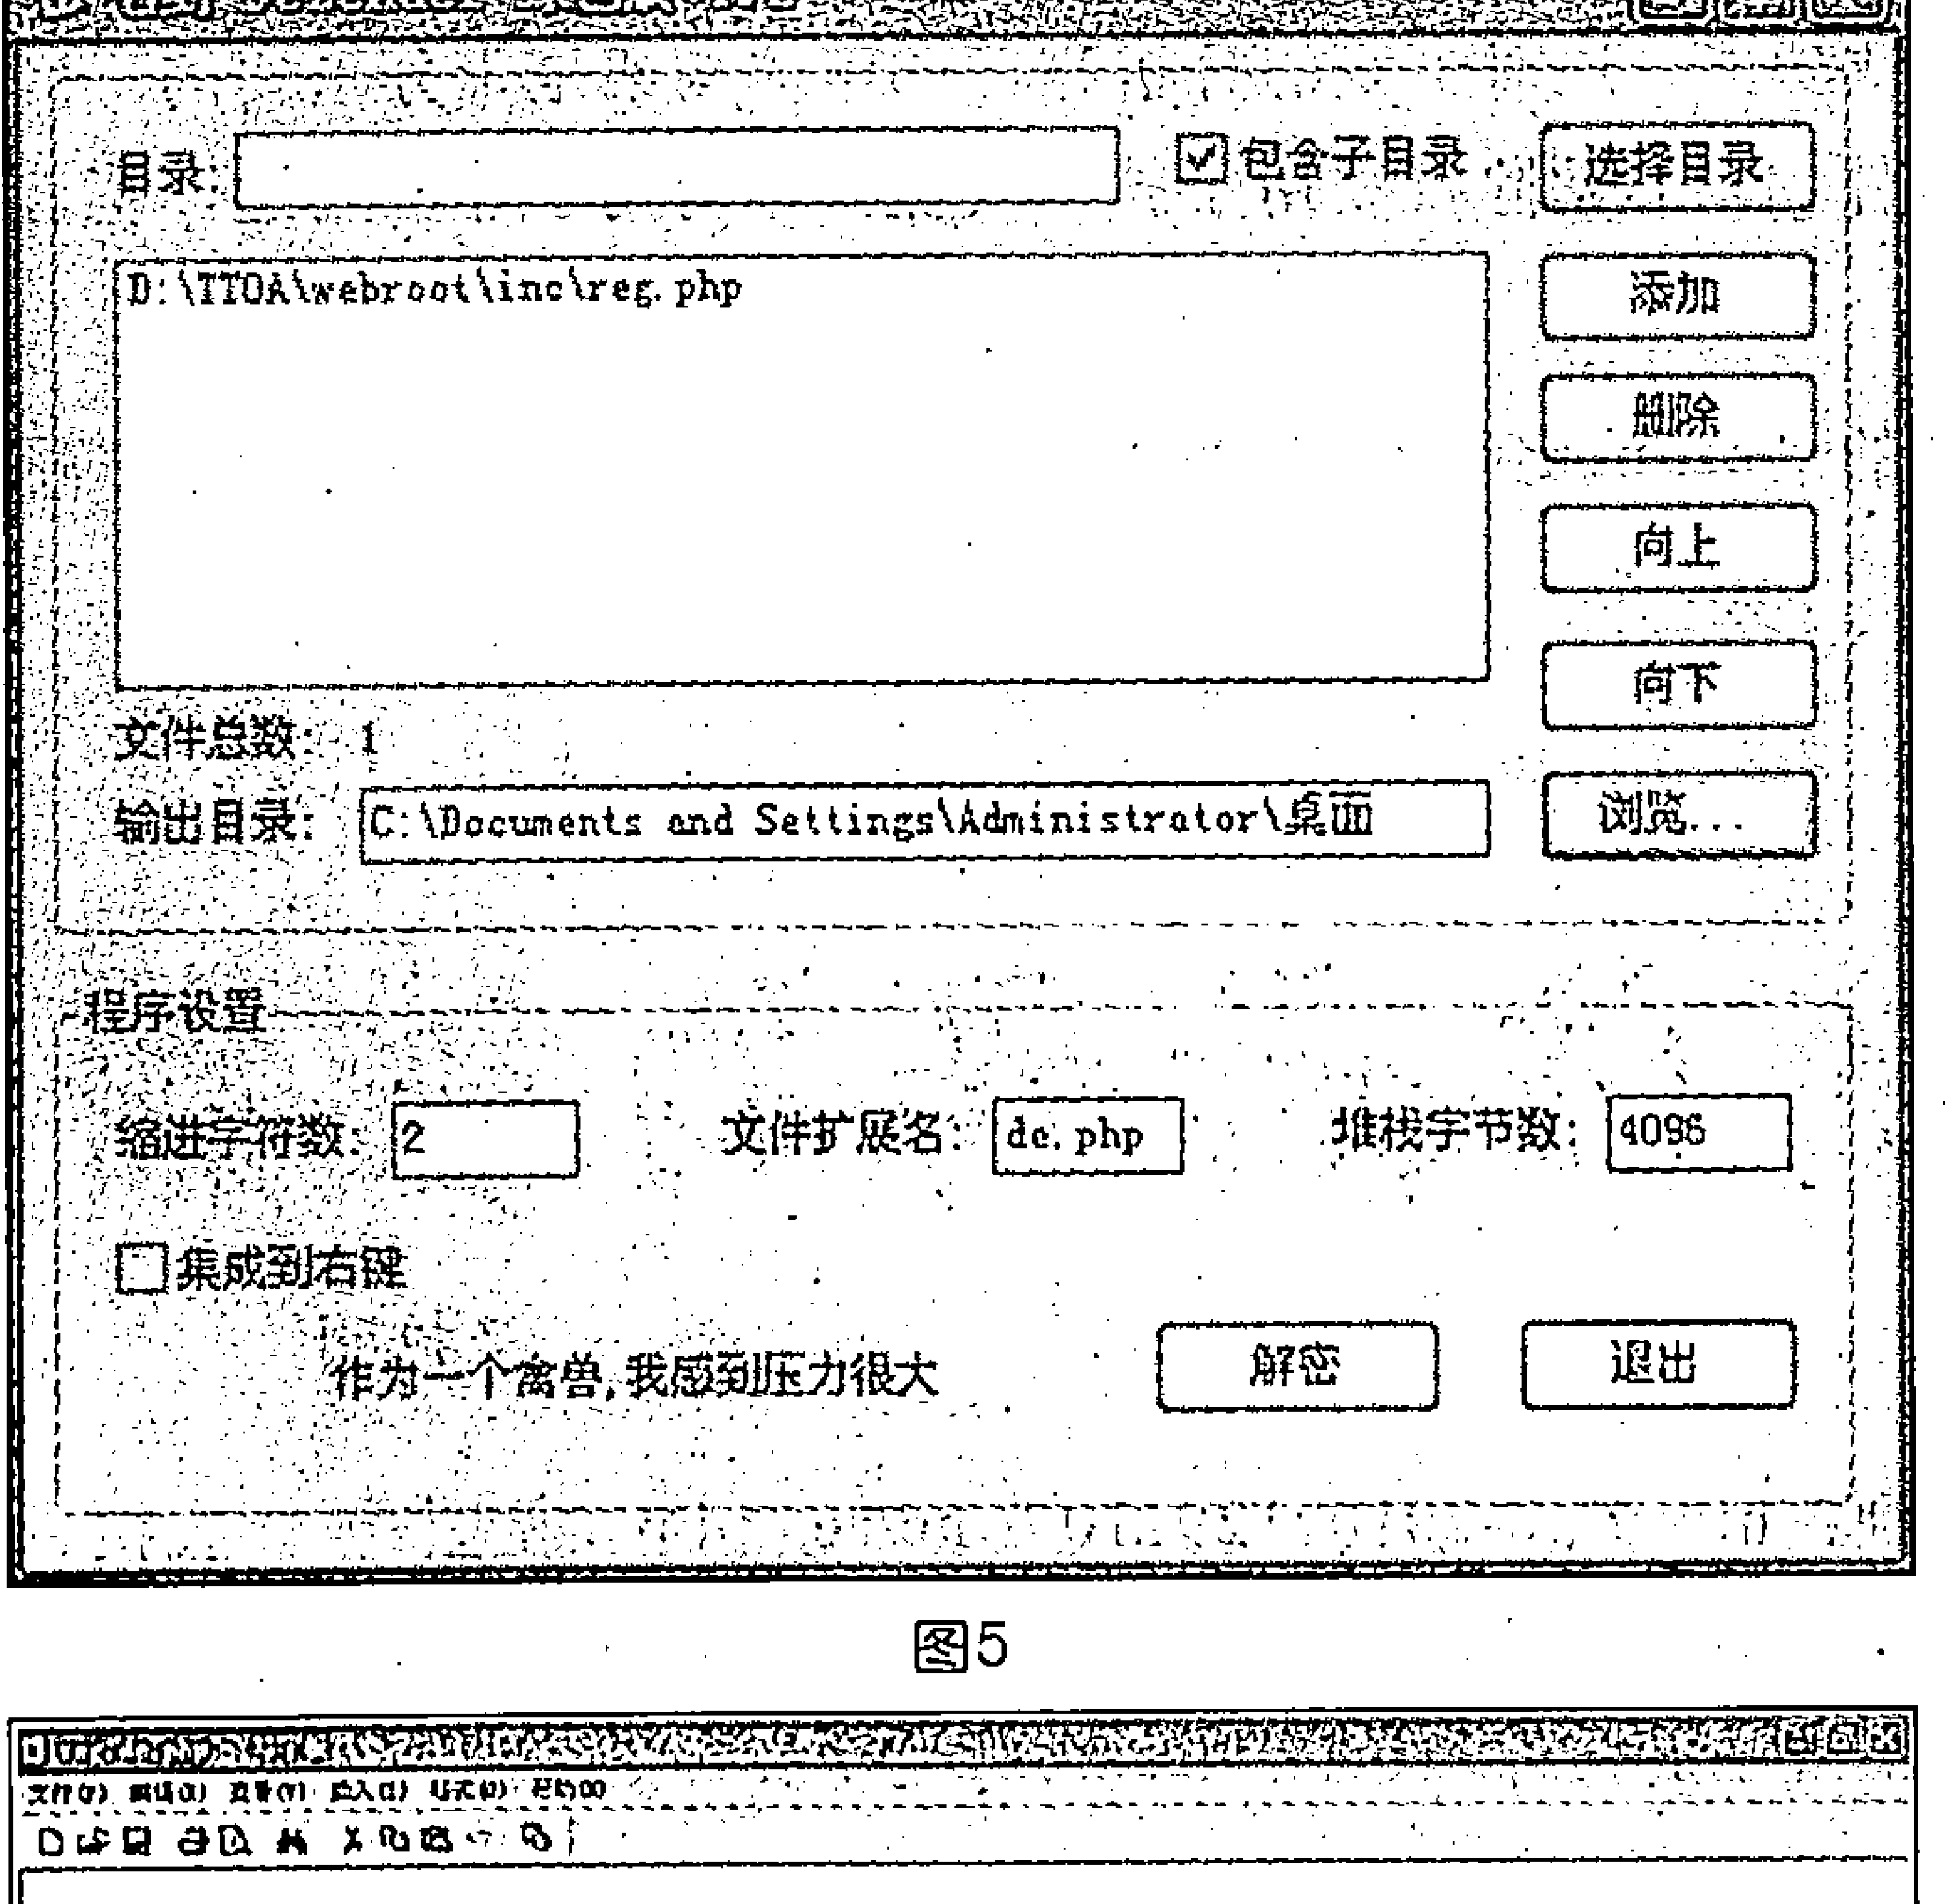 目录:
包含子目录
选择目录
D:\TTOA\webroot\inc\reg.php
添加
删除
向上
向下
文件总数: 1
输出目录: C:\Documents and Settings\Administrator\桌面
浏览...
程序设置
缩进字符数: 2 文件扩展名: de.php 堆栈字节数: 4096
集成到右键
作为一个禽兽,我感到压力很大
解密
退出
图5